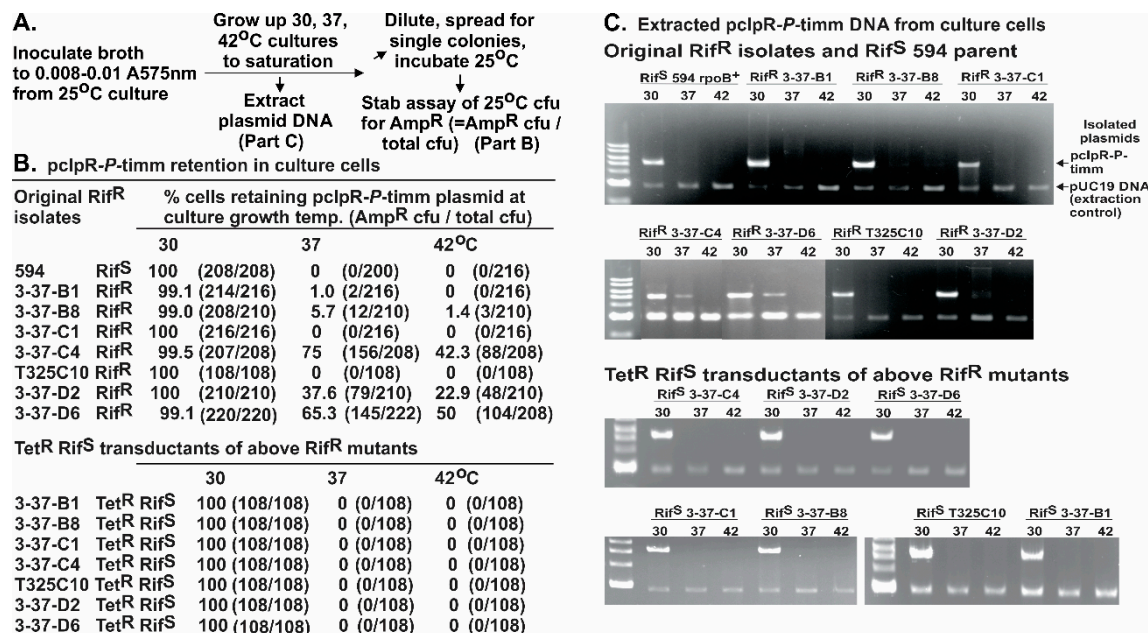 A.
Inoculate broth
to 0.008-0.01 A575nm
from 25ºC culture
Grow up 30, 37,
42ºC cultures
to saturation
Extract
plasmid DNA
(Part C)
Dilute, spread for
single colonies,
incubate 25ºC
Stab assay of 25ºC cfu
for AmpR (=AmpR cfu /
total cfu) (Part B)
B. pclpR-P-timm retention in culture cells
Original RifR isolates
% cells retaining pclpR-P-timm plasmid at
culture growth temp. (AmpR cfu / total cfu)
30 37 42ºC
594 RifS 100 (208/208) 0 (0/200) 0 (0/216)
3-37-B1 RifR 99.1 (214/216) 1.0 (2/216) 0 (0/216)
3-37-B8 RifR 99.0 (208/210) 5.7 (12/210) 1.4 (3/210)
3-37-C1 RifR 100 (216/216) 0 (0/216) 0 (0/216)
3-37-C4 RifR 99.5 (207/208) 75 (156/208) 42.3 (88/208)
T325C10 RifR 100 (108/108) 0 (0/108) 0 (0/108)
3-37-D2 RifR 100 (210/210) 37.6 (79/210) 22.9 (48/210)
3-37-D6 RifR 99.1 (220/220) 65.3 (145/222) 50 (104/208)
TetR RifS transductants of above RifR mutants
30 37 42ºC
3-37-B1 TetR RifS 100 (108/108) 0 (0/108) 0 (0/108)
3-37-B8 TetR RifS 100 (108/108) 0 (0/108) 0 (0/108)
3-37-C1 TetR RifS 100 (108/108) 0 (0/108) 0 (0/108)
3-37-C4 TetR RifS 100 (108/108) 0 (0/108) 0 (0/108)
T325C10 TetR RifS 100 (108/108) 0 (0/108) 0 (0/108)
3-37-D2 TetR RifS 100 (108/108) 0 (0/108) 0 (0/108)
3-37-D6 TetR RifS 100 (108/108) 0 (0/108) 0 (0/108)
C. Extracted pclpR-P-timm DNA from culture cells
Original RifR isolates and RifS 594 parent
RifS 594 rpoB+ RifR 3-37-B1 RifR 3-37-B8 RifR 3-37-C1
30 37 42 30 37 42 30 37 42 30 37 42
Isolated
plasmids
pclpR-P-
timm
pUC19 DNA
(extraction
control)
RifR 3-37-C4 RifR 3-37-D6 RifR T325C10 RifR 3-37-D2
30 37 42 30 37 42 30 37 42 30 37 42
TetR RifS transductants of above RifR mutants
RifS 3-37-C4 RifS 3-37-D2 RifS 3-37-D6
30 37 42 30 37 42 30 37 42
RifS 3-37-C1 RifS 3-37-B8 RifS T325C10 RifS 3-37-B1
30 37 42 30 37 42 30 37 42 30 37 42